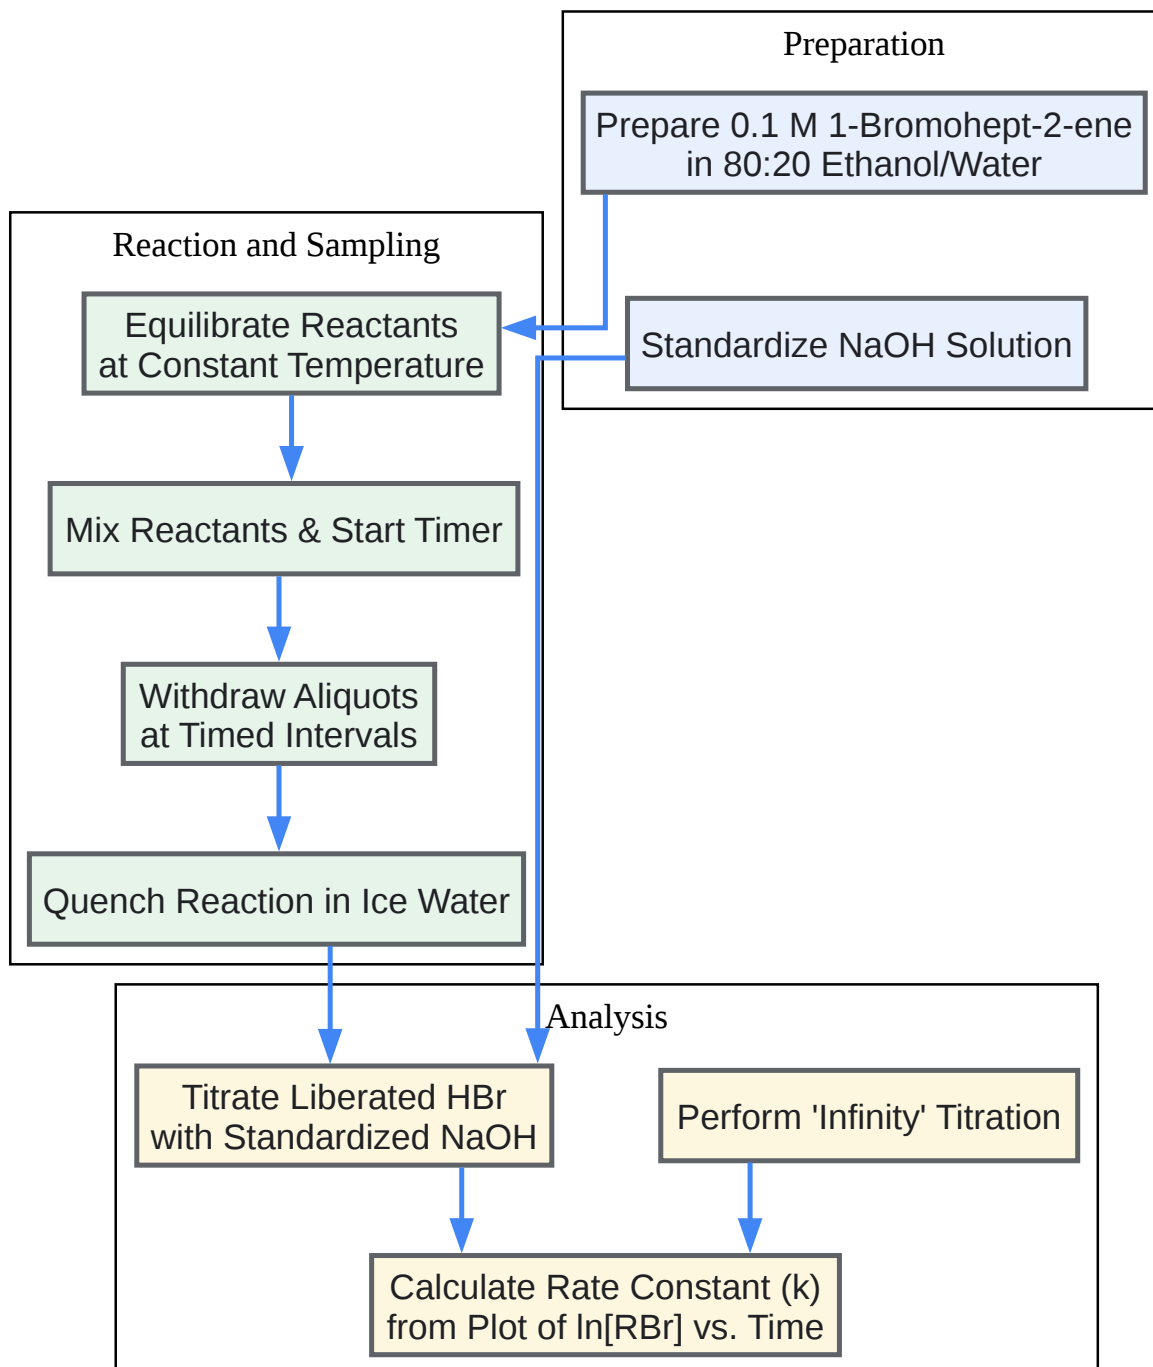 Preparation
Prepare 0.1 M 1-Bromohept-2-ene
in 80:20 Ethanol/Water
Standardize NaOH Solution
Reaction and Sampling
Equilibrate Reactants
at Constant Temperature
Mix Reactants & Start Timer
Withdraw Aliquots
at Timed Intervals
Quench Reaction in Ice Water
Analysis
Titrate Liberated HBr
with Standardized NaOH
Perform 'Infinity' Titration
Calculate Rate Constant (k)
from Plot of ln[RBr] vs. Time